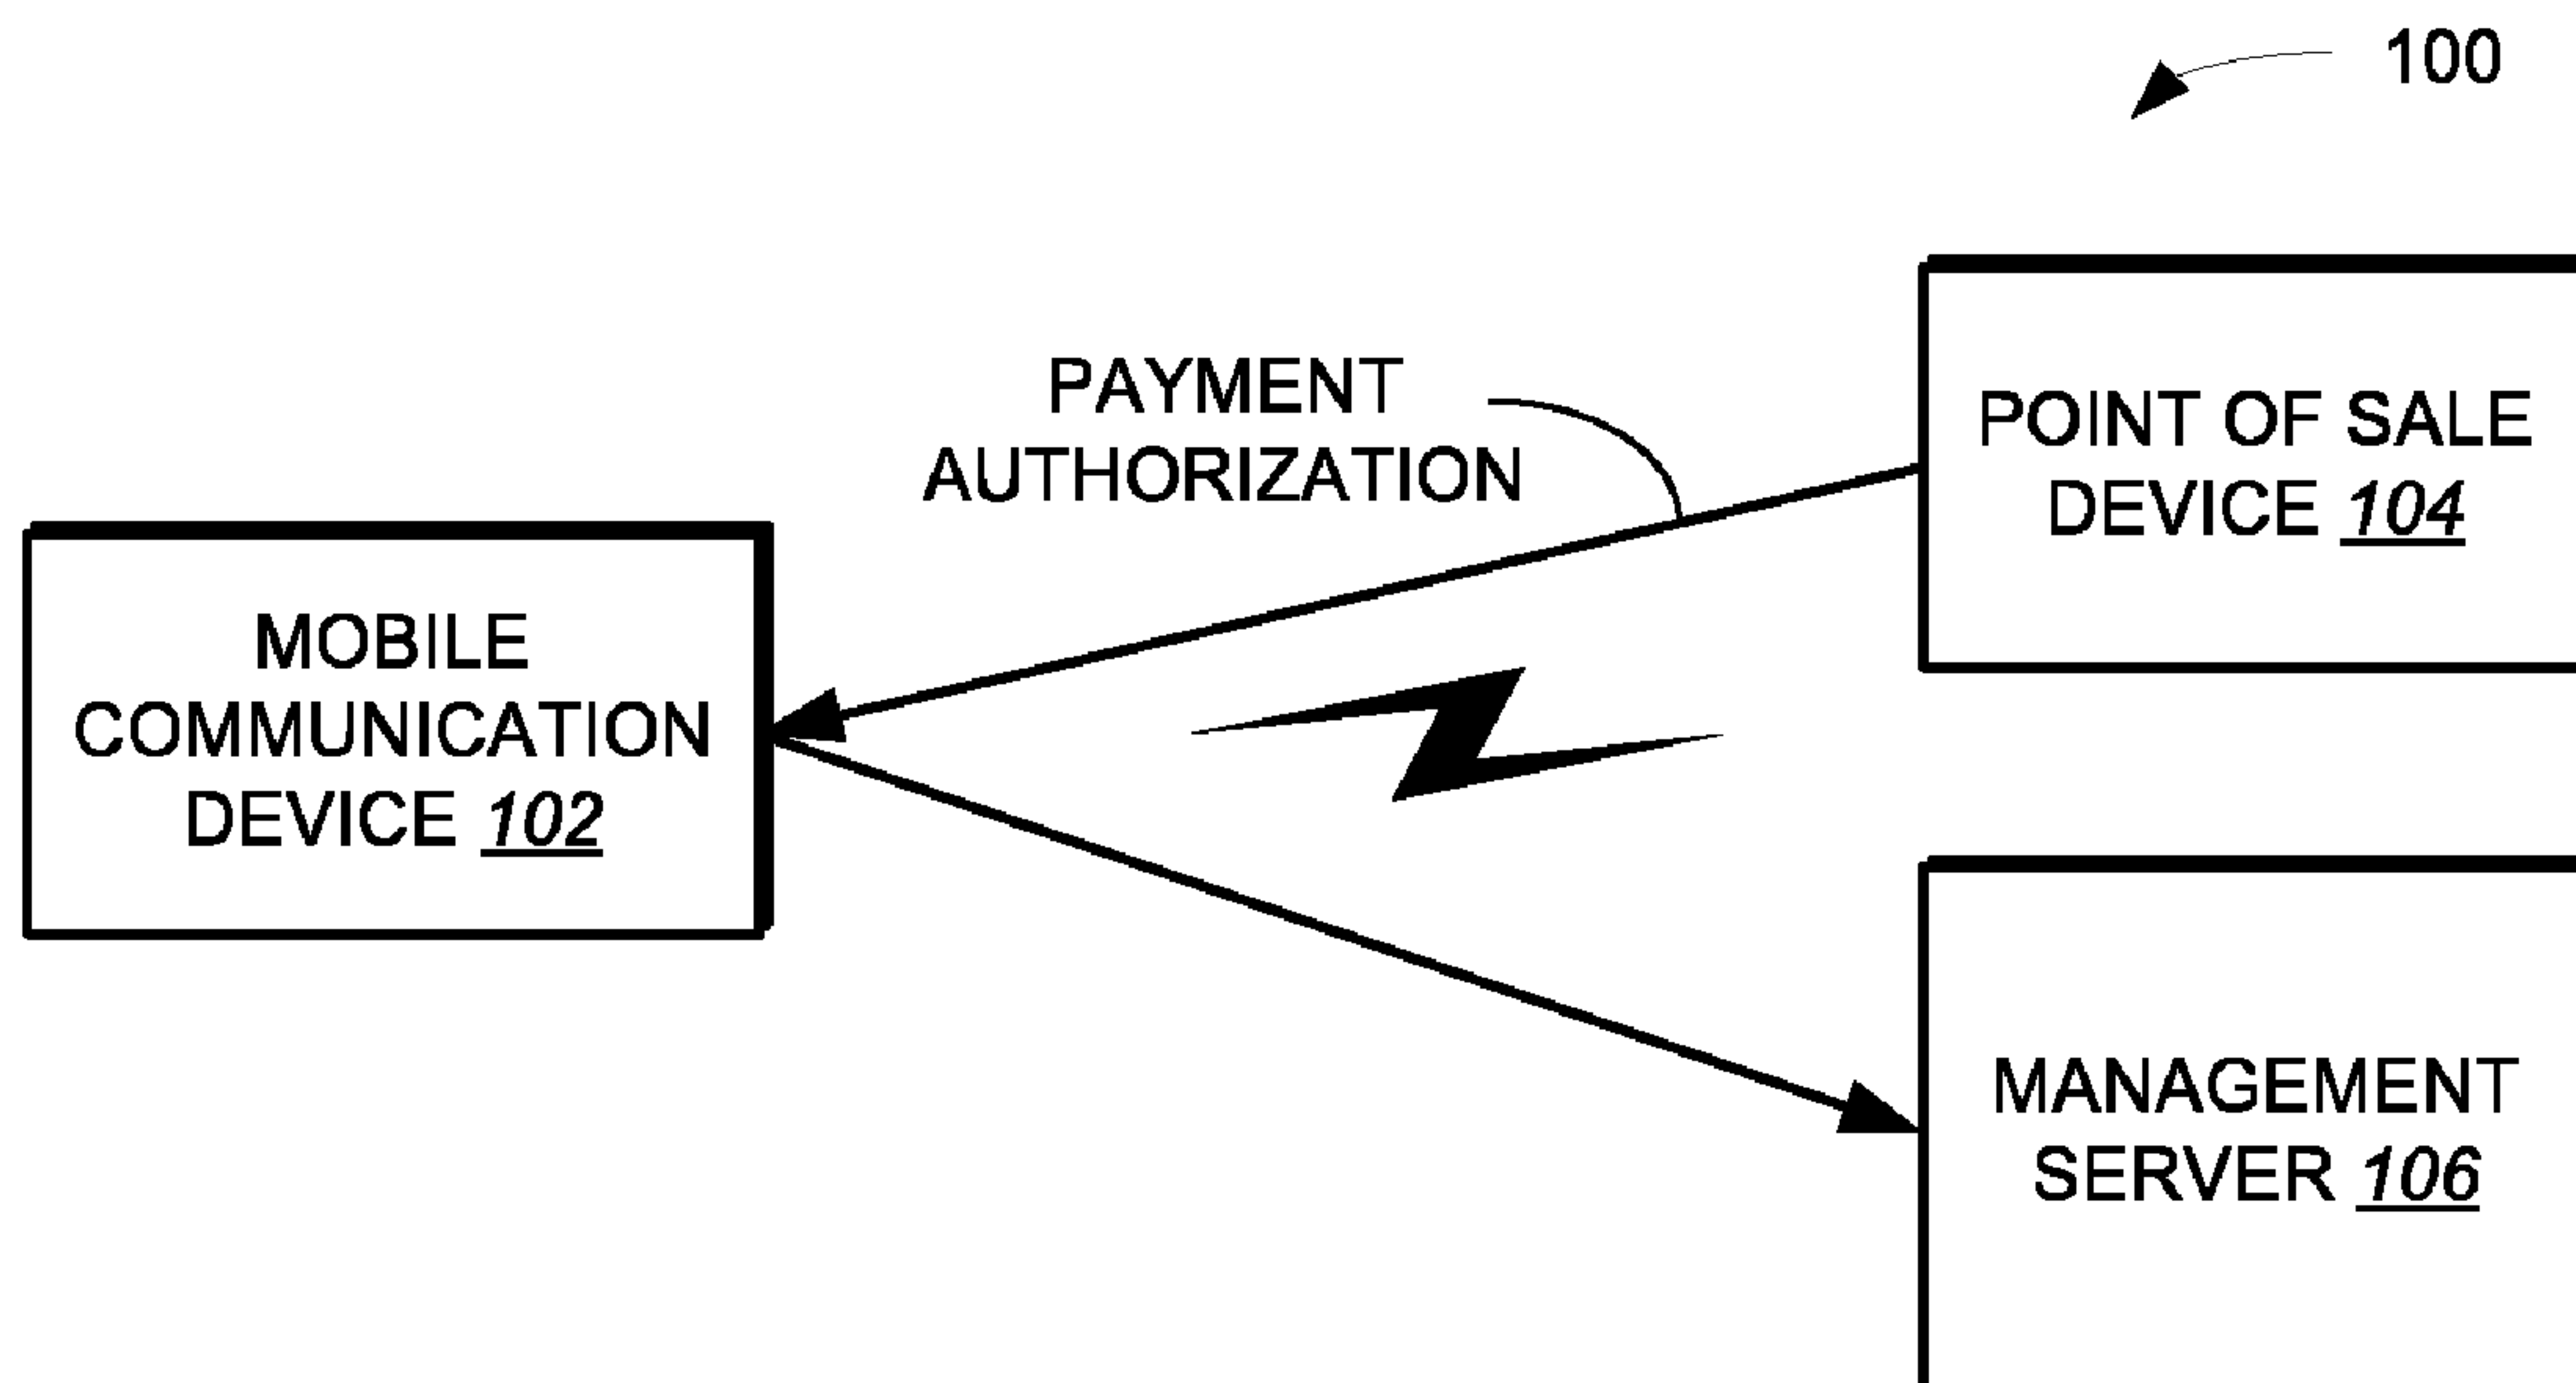 100
PAYMENT
AUTHORIZATION
POINT OF SALE
DEVICE 104
MOBILE
COMMUNICATION
DEVICE 102
MANAGEMENT
SERVER 106